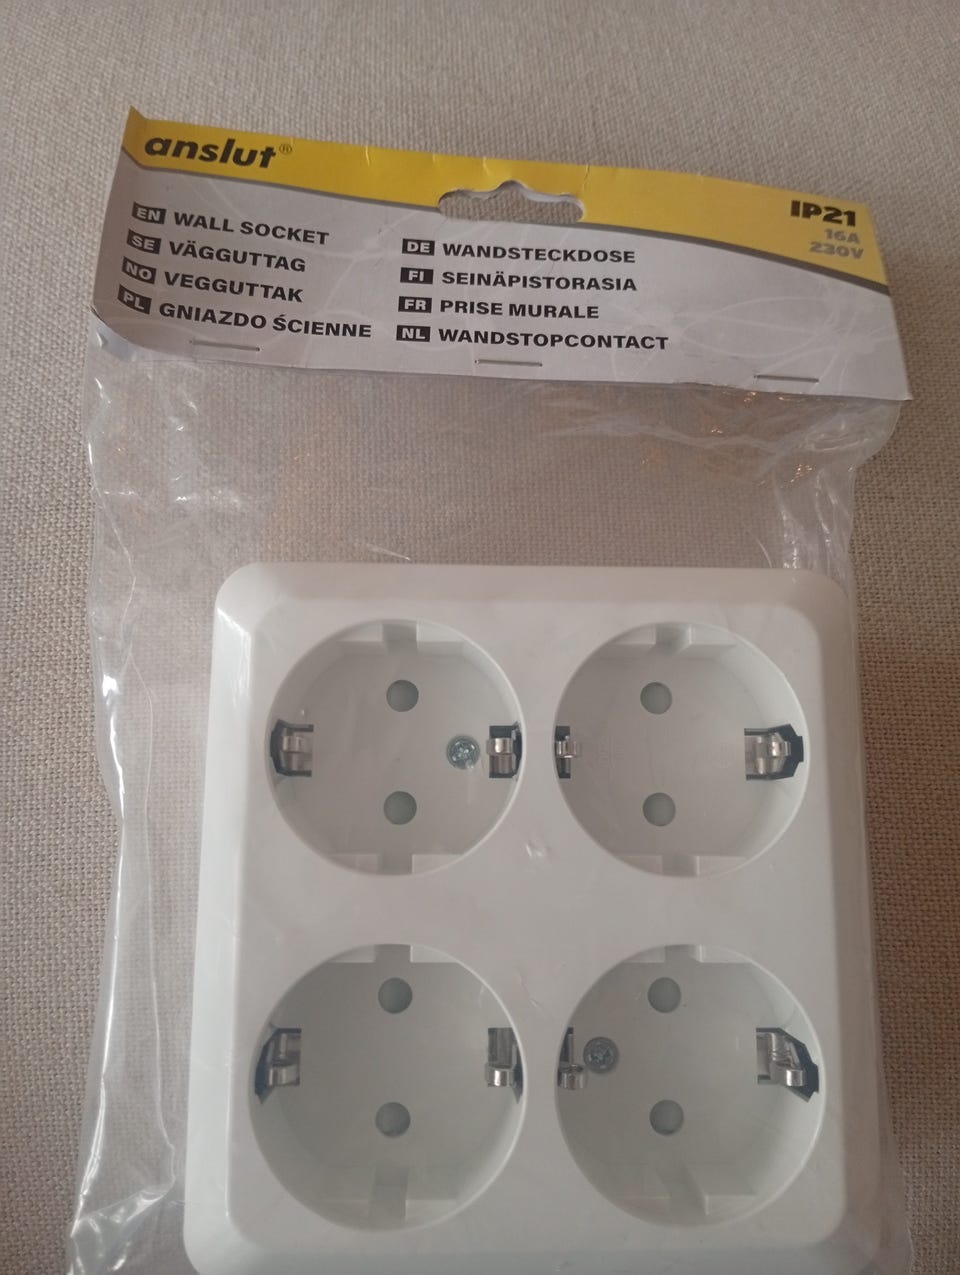 anslut®
IP21
16A
230V
EN WALL SOCKET
SE VÄGGUTTAG
NO VEGGUTTAK
PL GNIAZDO ŚCIENNE
DE WANDSTECKDOSE
FI SEINÄPISTORASIA
FR PRISE MURALE
NL WANDSTOPCONTACT